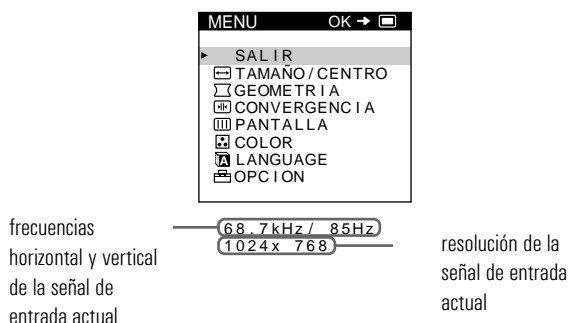 MENU OK
SALIR
TAMAÑO/CENTRO
GEOMETRIA
CONVERGENCIA
PANTALLA
COLOR
LANGUAGE
OPCION
68.7kHz/ 85Hz
1024x 768
frecuencias
horizontal y vertical
de la señal de
entrada actual
resolución de la
señal de entrada
actual